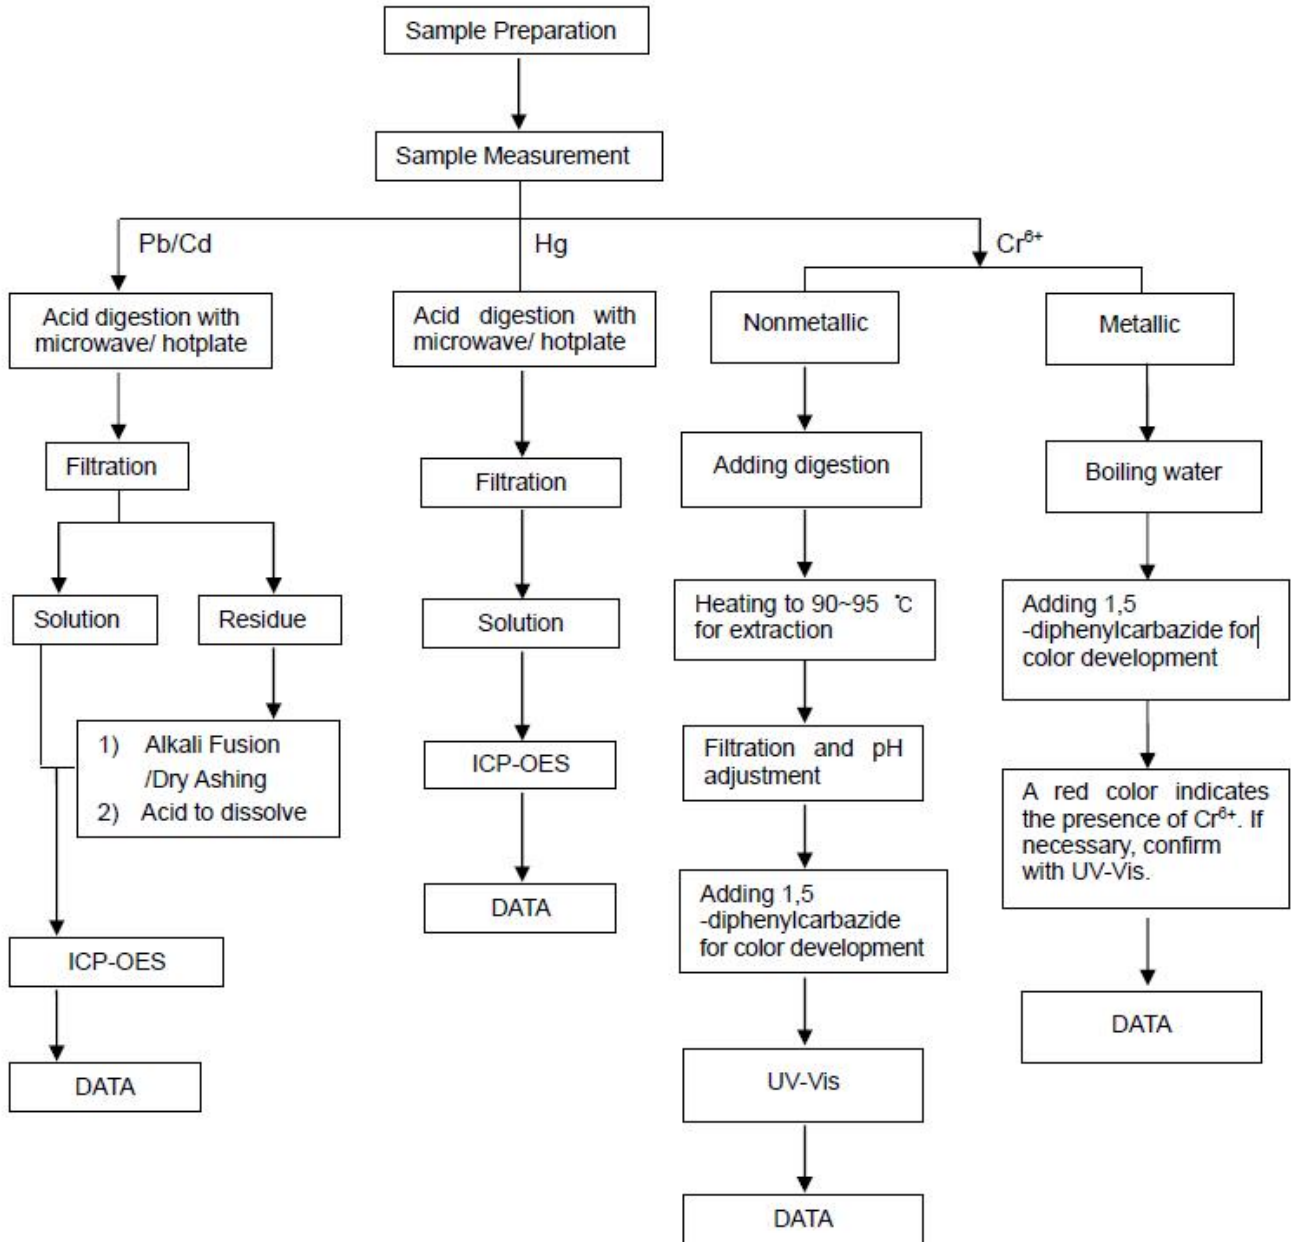 Sample Preparation
Sample Measurement
Pb/Cd
Hg
Cr⁶⁺
Acid digestion with
microwave/ hotplate
Filtration
Solution
Residue
1) Alkali Fusion
/Dry Ashing
2) Acid to dissolve
ICP-OES
DATA
Acid digestion with
microwave/ hotplate
Filtration
Solution
ICP-OES
DATA
Nonmetallic
Adding digestion
Heating to 90~95 ℃
for extraction
Filtration and pH
adjustment
Adding 1,5
-diphenylcarbazide
for color development
UV-Vis
DATA
Metallic
Boiling water
Adding 1,5
-diphenylcarbazide for
color development
A red color indicates
the presence of Cr⁶⁺. If
necessary, confirm
with UV-Vis.
DATA